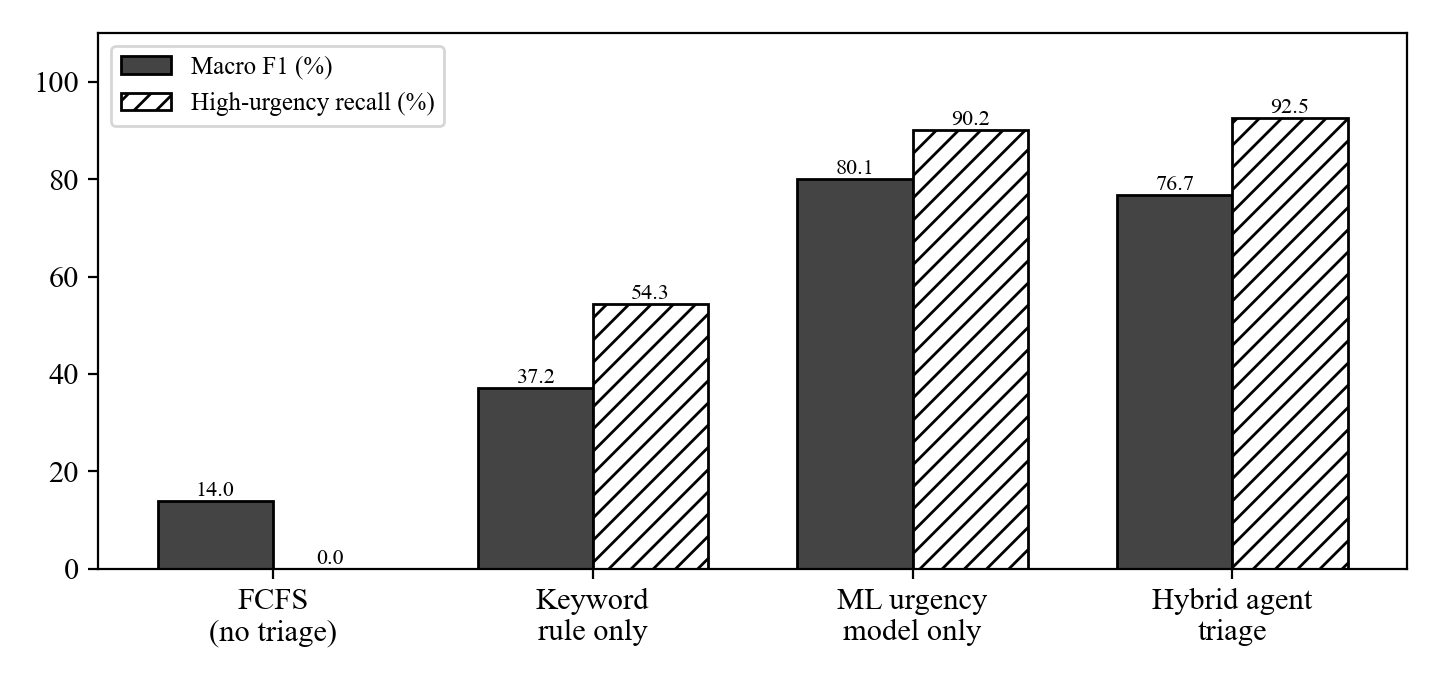 Macro F1 (%)
High-urgency recall (%)
100
80
60
40
20
0
14.0
0.0
37.2
54.3
80.1
90.2
76.7
92.5
FCFS
(no triage)
Keyword
rule only
ML urgency
model only
Hybrid agent
triage